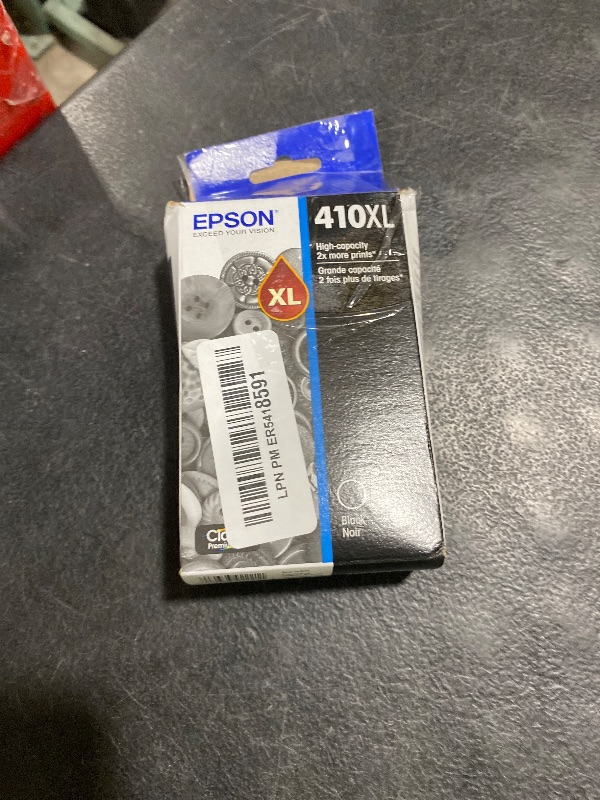 EPSON
EXCEED YOUR VISION
410XL
High-capacity
2x more prints*
Grande capacité
2 fois plus de tirages*
XL
LPN PM ER5418591
Black
Noir